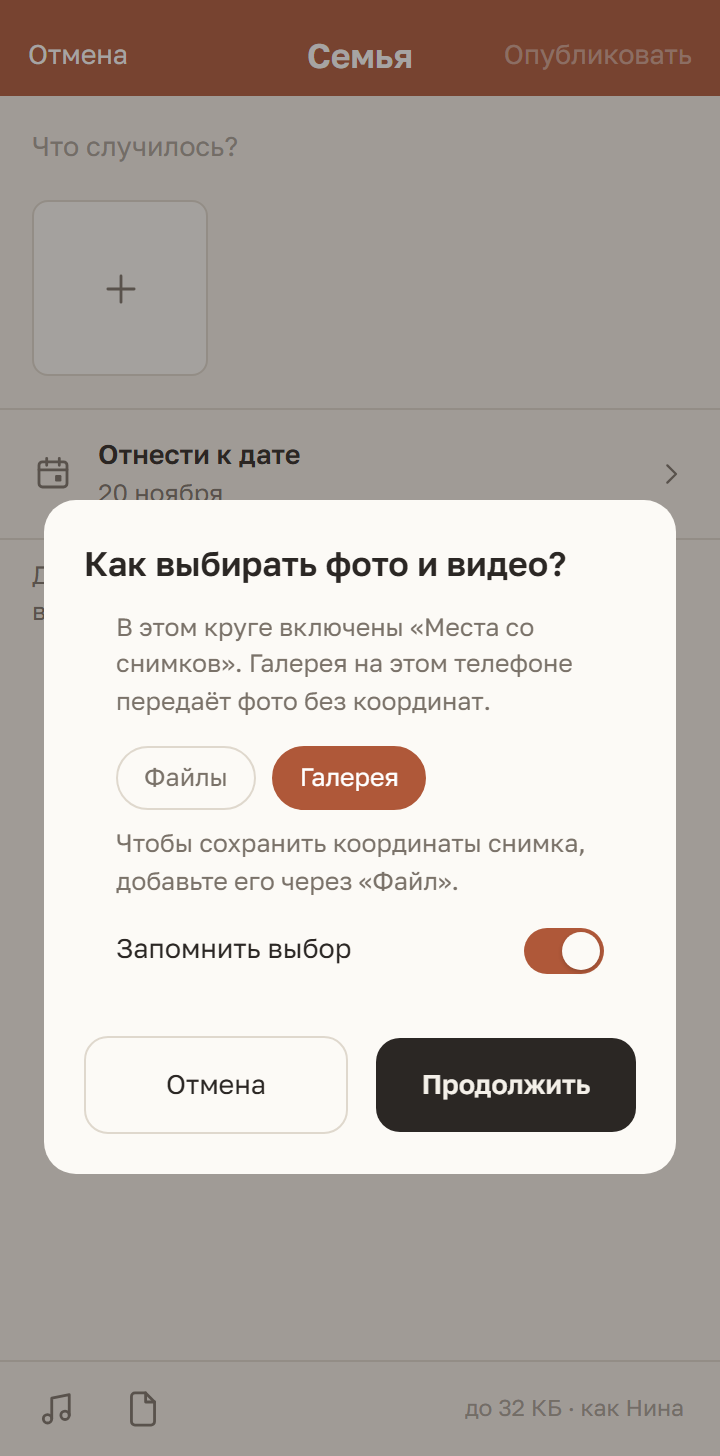 Отмена
Семья
Опубликовать
Что случилось?
Отнести к дате
20 ноября
Как выбирать фото и видео?
В этом круге включены «Места со
снимков». Галерея на этом телефоне
передаёт фото без координат.
Файлы
Галерея
Чтобы сохранить координаты снимка,
добавьте его через «Файл».
Запомнить выбор
Отмена
Продолжить
до 32 КБ · как Нина